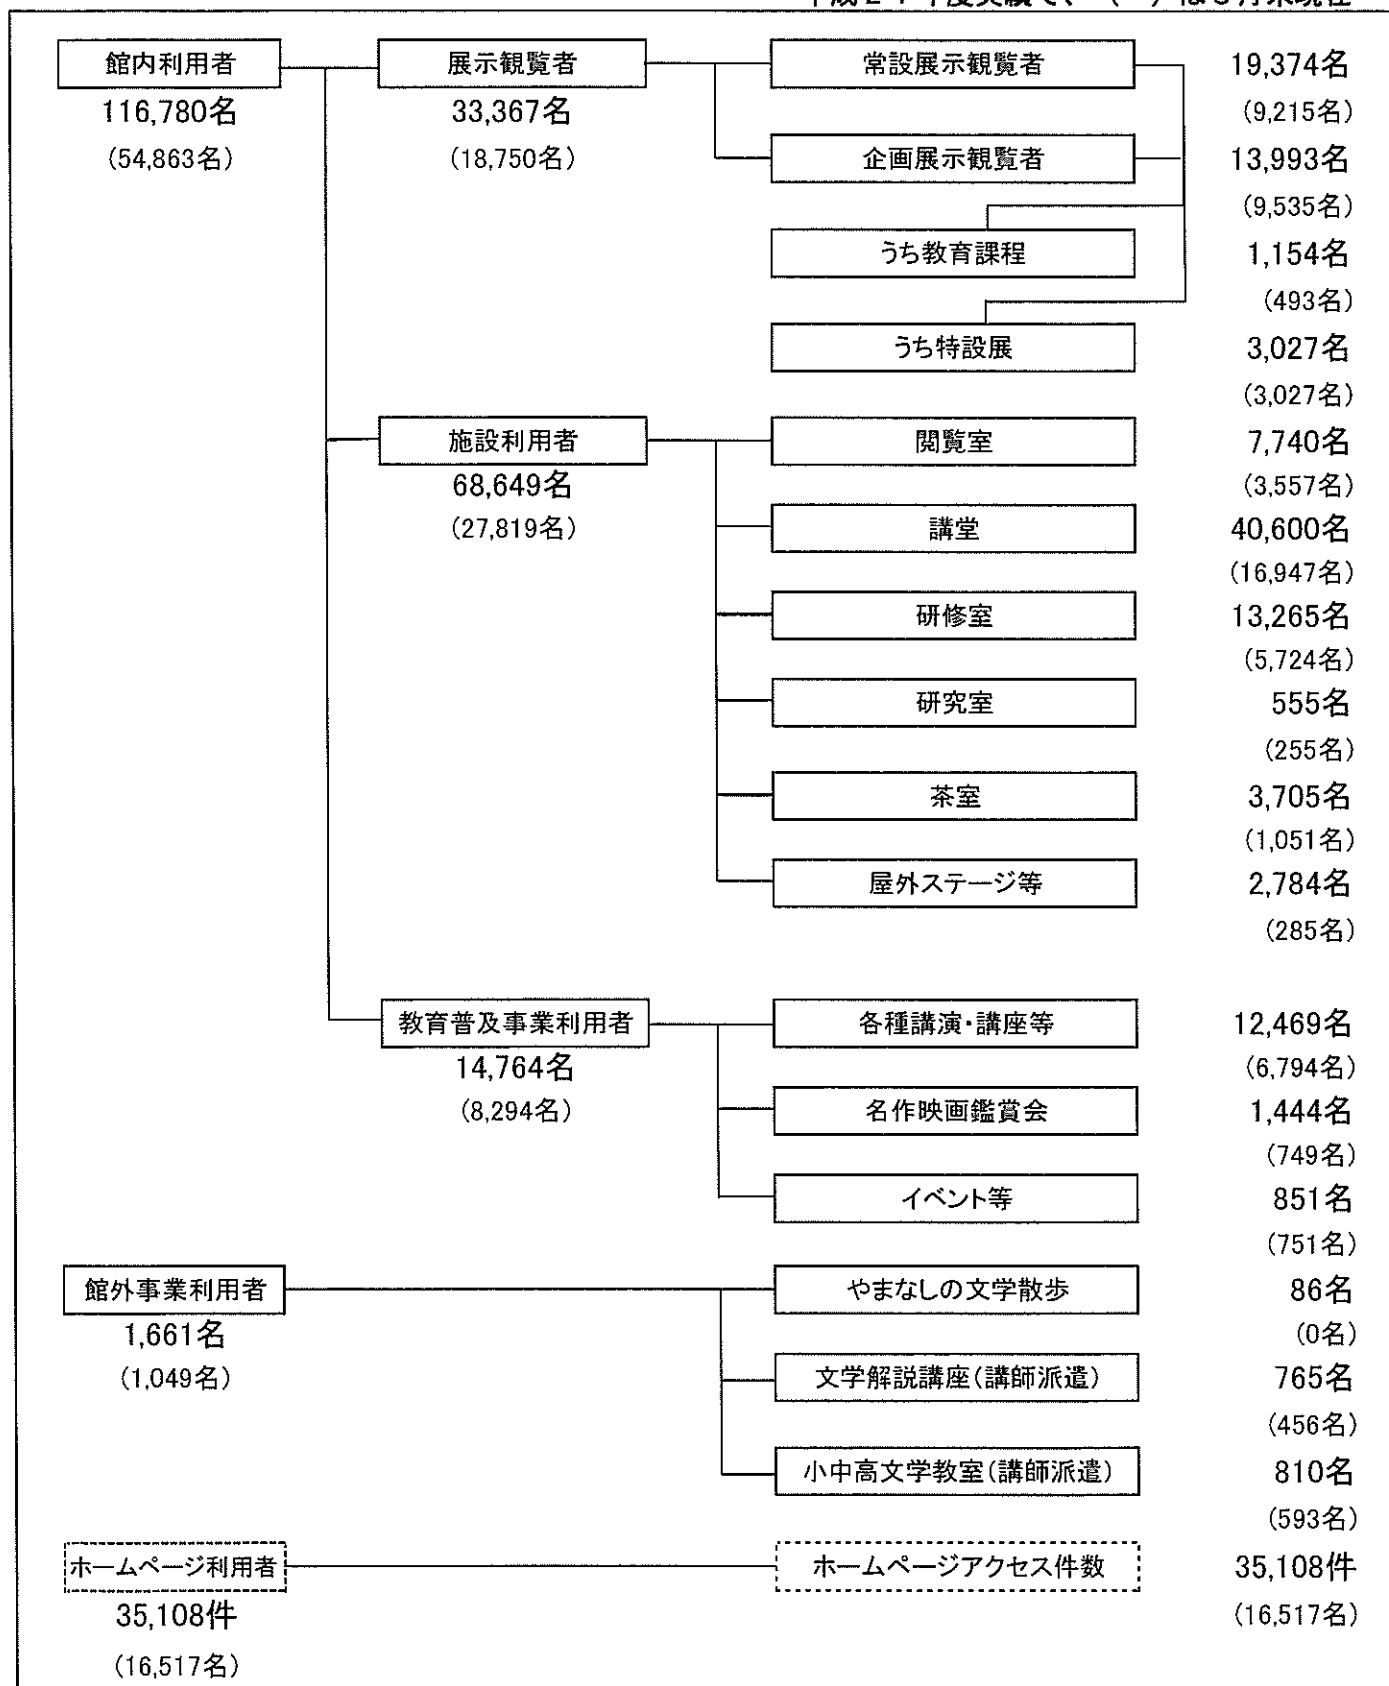 館内利用者 展示観覧者 常設展示観覧者 19,374名
116,780名 33,367名 (9,215名)
(54,863名) (18,750名) 企画展示観覧者 13,993名
(9,535名)
うち教育課程 1,154名
(493名)
うち特設展 3,027名
(3,027名)
施設利用者 閲覧室 7,740名
68,649名 (3,557名)
(27,819名) 講堂 40,600名
(16,947名)
研修室 13,265名
(5,724名)
研究室 555名
(255名)
茶室 3,705名
(1,051名)
屋外ステージ等 2,784名
(285名)
教育普及事業利用者 各種講演・講座等 12,469名
14,764名 (6,794名)
(8,294名) 名作映画鑑賞会 1,444名
(749名)
イベント等 851名
(751名)
館外事業利用者 やまなしの文学散歩 86名
1,661名 (0名)
(1,049名) 文学解説講座(講師派遣) 765名
(456名)
小中高文学教室(講師派遣) 810名
(593名)
ホームページ利用者 ホームページアクセス件数 35,108件
35,108件 (16,517名)
(16,517名)